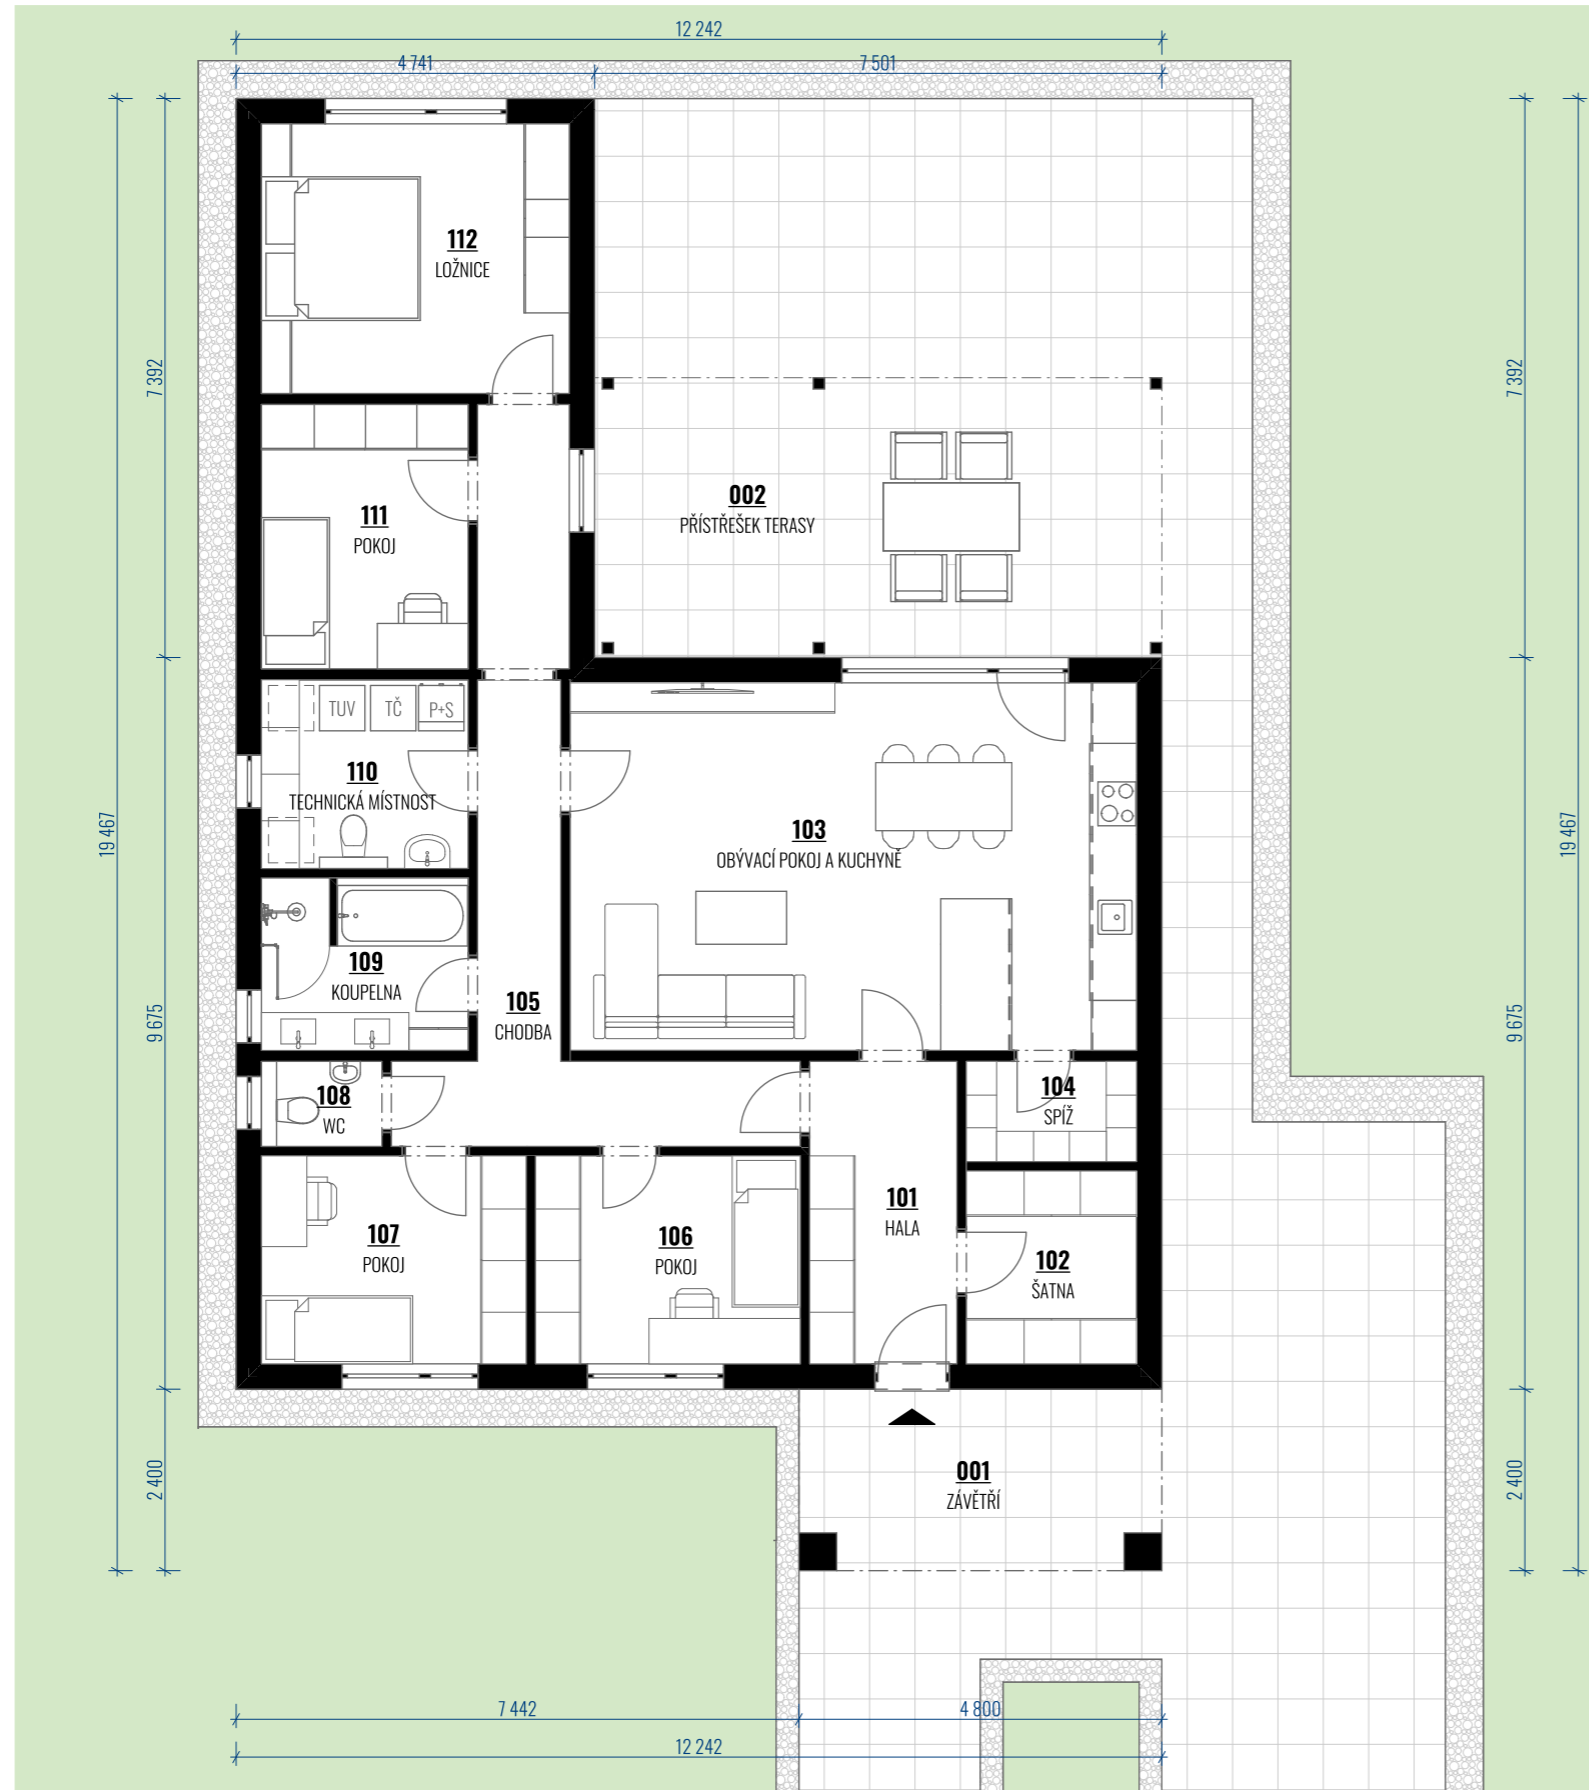 12 242
4 741
7 501
112
LOŽNICE
7 392
7 392
002
PŘÍSTŘEŠEK TERASY
111
POKOJ
TUV
TČ
P+S
110
TECHNICKÁ MÍSTNOST
103
OBÝVACÍ POKOJ A KUCHYNĚ
19 467
19 467
109
KOUPELNA
105
CHODBA
9 675
9 675
108
WC
104
SPÍŽ
101
HALA
107
POKOJ
106
POKOJ
102
ŠATNA
2 400
2 400
001
ZÁVĚTŘÍ
7 442
4 800
12 242